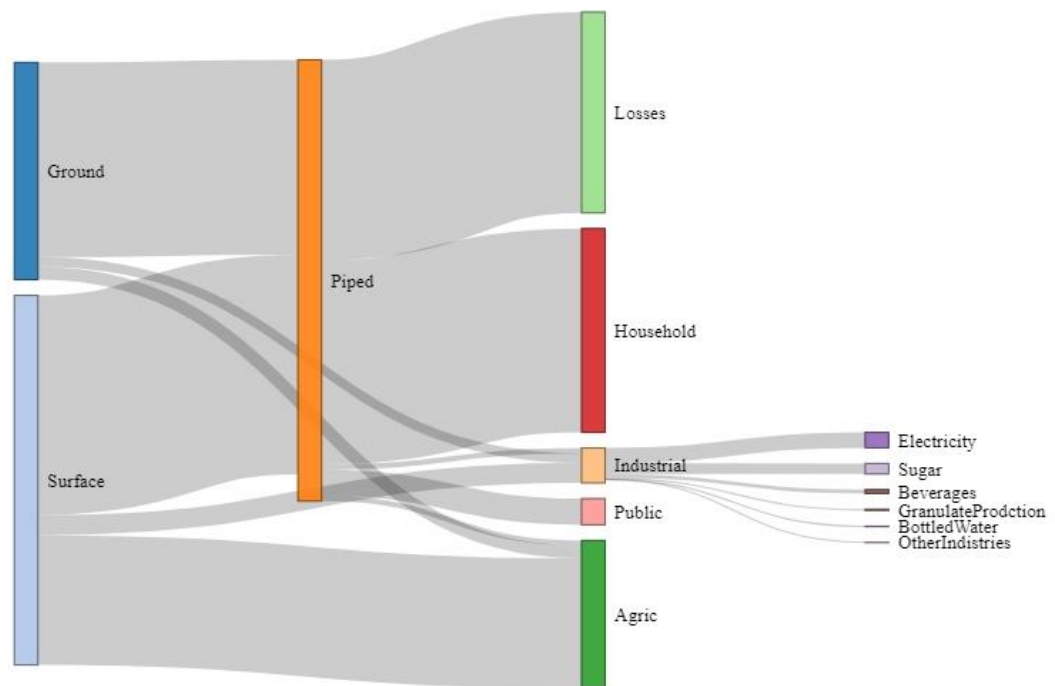 Ground
Surface
Piped
Losses
Household
Industrial
Public
Agric
Electricity
Sugar
Beverages
GranulateProdction
BottledWater
OtherIndistries